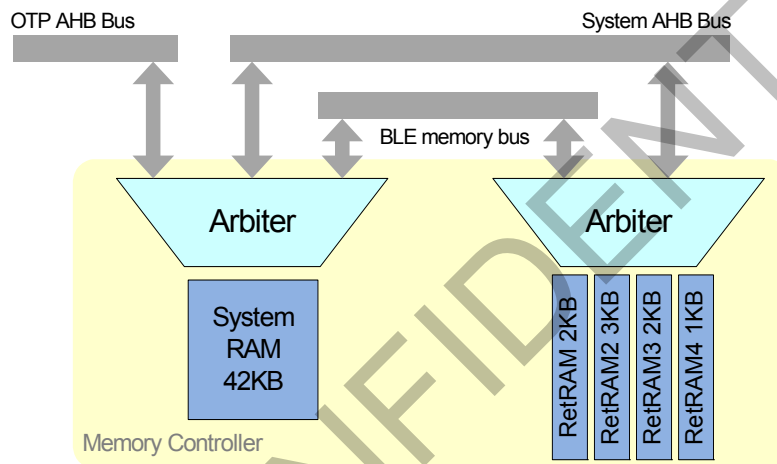 OTP AHB Bus
System AHB Bus
BLE memory bus
Arbiter
Arbiter
System
RAM
42KB
RetRAM 2KB
RetRAM2 3KB
RetRAM3 2KB
RetRAM4 1KB
Memory Controller
NFIDENT